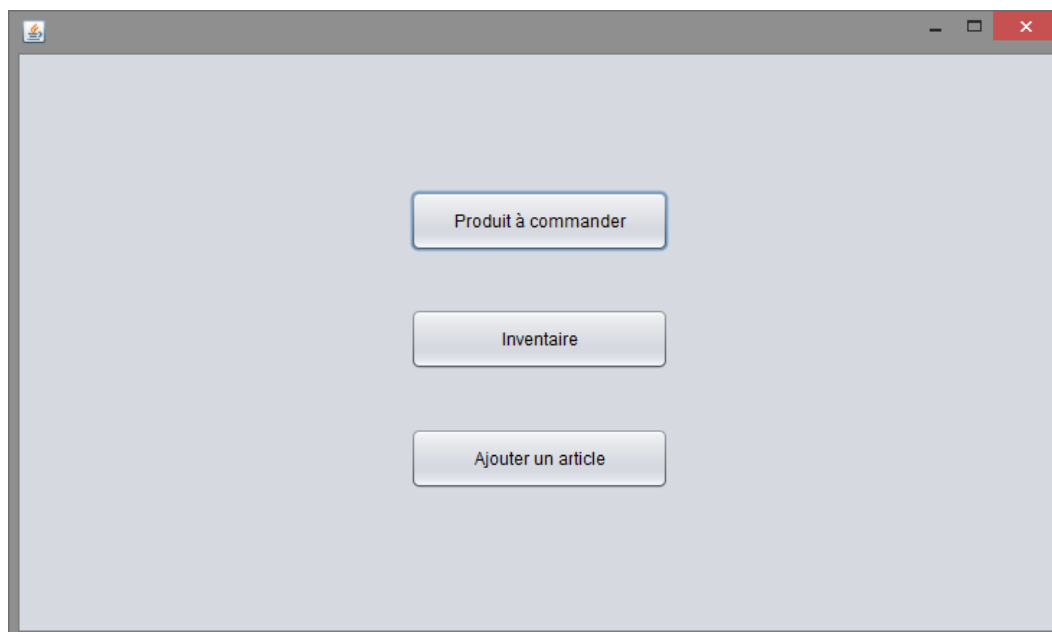 Produit à commander
Inventaire
Ajouter un article